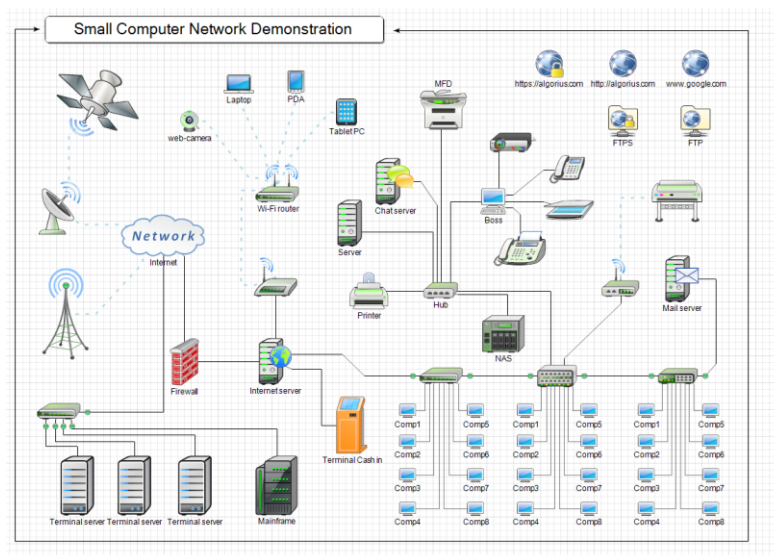 Small Computer Network Demonstration
MFD
https://algorius.com
http://algorius.com
www.google.com
Laptop
PDA
Tablet PC
web-camera
FTPS
FTP
Wi-Fi router
Chat server
Boss
Network
Internet
Server
Printer
Hub
Mail server
NAS
Firewall
Internet server
Terminal Cash in
Comp1
Comp5
Comp1
Comp5
Comp1
Comp5
Comp2
Comp6
Comp2
Comp6
Comp2
Comp6
Comp3
Comp7
Comp3
Comp7
Comp3
Comp7
Comp4
Comp8
Comp4
Comp8
Comp4
Comp8
Terminal server
Terminal server
Terminal server
Mainframe